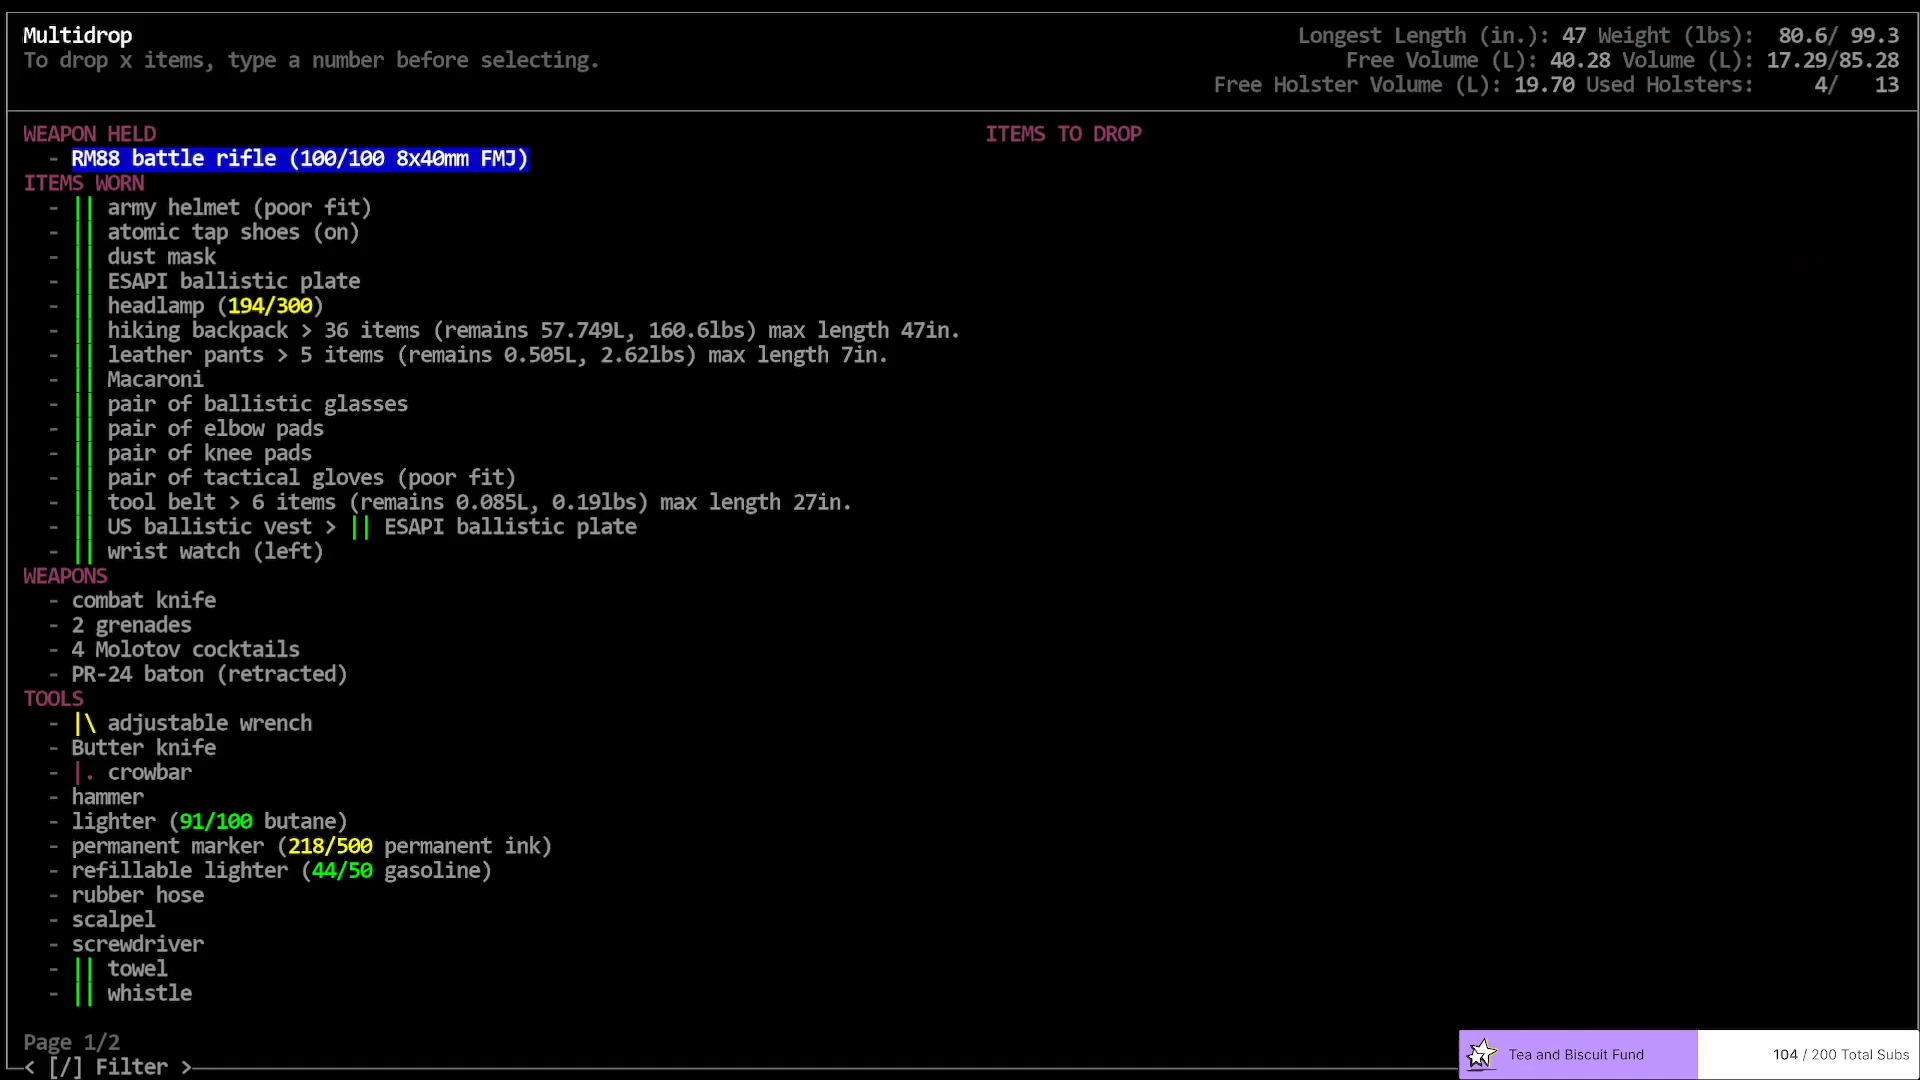 Multidrop
To drop x items, type a number before selecting.
Longest Length (in.): 47 Weight (lbs): 80.6/ 99.3
Free Volume (L): 40.28 Volume (L): 17.29/85.28
Free Holster Volume (L): 19.70 Used Holsters: 4/ 13
WEAPON HELD
- RM88 battle rifle (100/100 8x40mm FMJ)
ITEMS WORN
- || army helmet (poor fit)
- || atomic tap shoes (on)
- || dust mask
- || ESAPI ballistic plate
- || headlamp (194/300)
- || hiking backpack > 36 items (remains 57.749L, 160.6lbs) max length 47in.
- || leather pants > 5 items (remains 0.505L, 2.62lbs) max length 7in.
- || Macaroni
- || pair of ballistic glasses
- || pair of elbow pads
- || pair of knee pads
- || pair of tactical gloves (poor fit)
- || tool belt > 6 items (remains 0.085L, 0.19lbs) max length 27in.
- || US ballistic vest > || ESAPI ballistic plate
- || wrist watch (left)
WEAPONS
- combat knife
- 2 grenades
- 4 Molotov cocktails
- PR-24 baton (retracted)
TOOLS
- |\ adjustable wrench
- Butter knife
- |. crowbar
- hammer
- lighter (91/100 butane)
- permanent marker (218/500 permanent ink)
- refillable lighter (44/50 gasoline)
- rubber hose
- scalpel
- screwdriver
- || towel
- || whistle
ITEMS TO DROP
Page 1/2
< [/] Filter >
Tea and Biscuit Fund
104 / 200 Total Subs